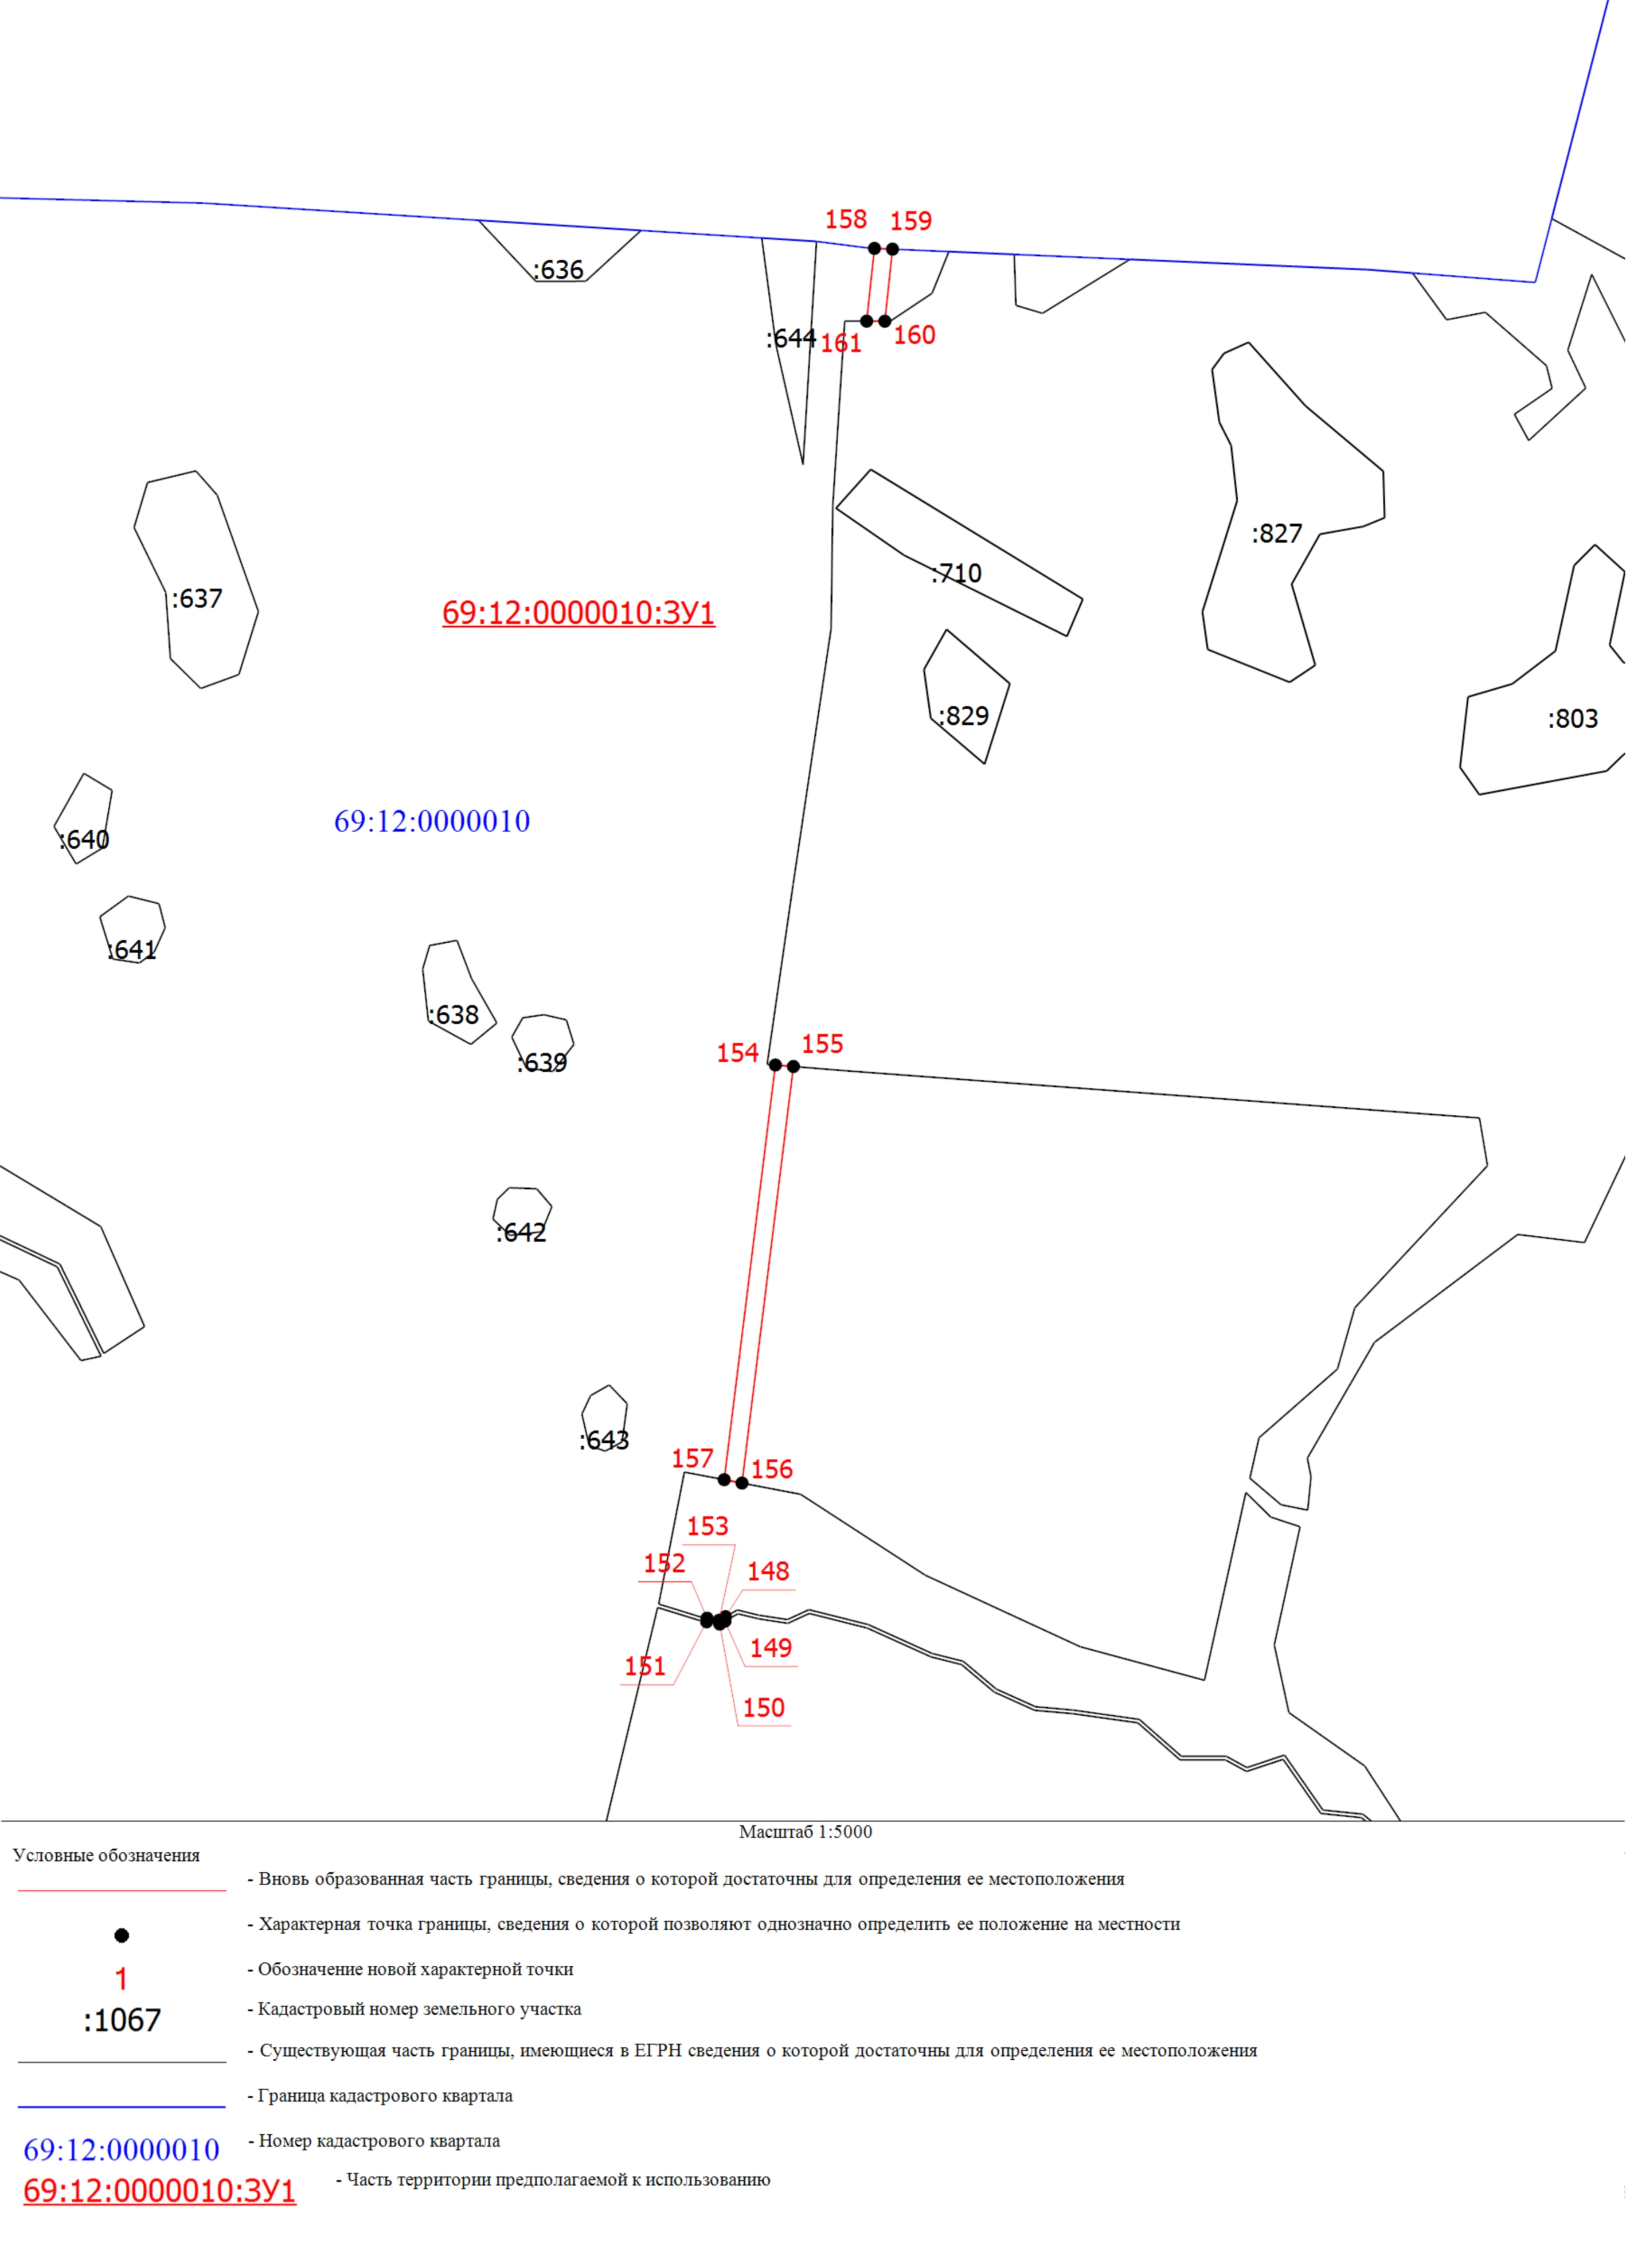 158 159
:636
:644 161 160
:827
:710
:637
69:12:0000010:ЗУ1
:829
:803
69:12:0000010
:640
:641
:638
:639
154 155
:642
:643
157 156
153
152 148
149
151
150
Масштаб 1:5000
Условные обозначения
- Вновь образованная часть границы, сведения о которой достаточны для определения ее местоположения
- Характерная точка границы, сведения о которой позволяют однозначно определить ее положение на местности
1 - Обозначение новой характерной точки
:1067 - Кадастровый номер земельного участка
- Существующая часть границы, имеющиеся в ЕГРН сведения о которой достаточны для определения ее местоположения
- Граница кадастрового квартала
69:12:0000010 - Номер кадастрового квартала
69:12:0000010:ЗУ1 - Часть территории предполагаемой к использованию